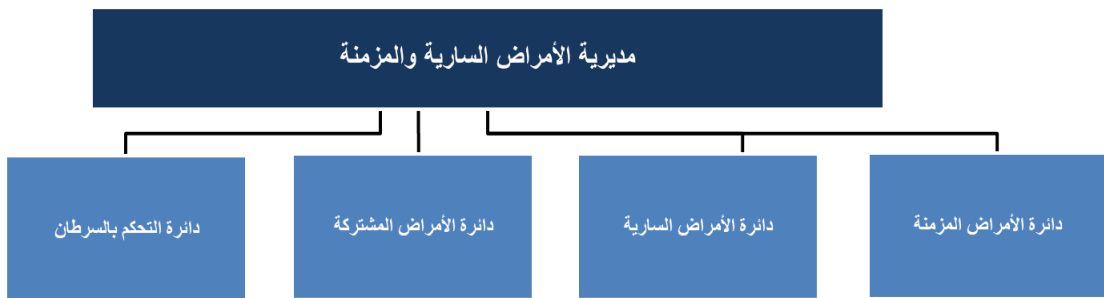 مديرية الأمراض السارية والمزمنة
دائرة الأمراض المزمنة
دائرة الأمراض السارية
دائرة الأمراض المشتركة
دائرة التحكم بالسرطان